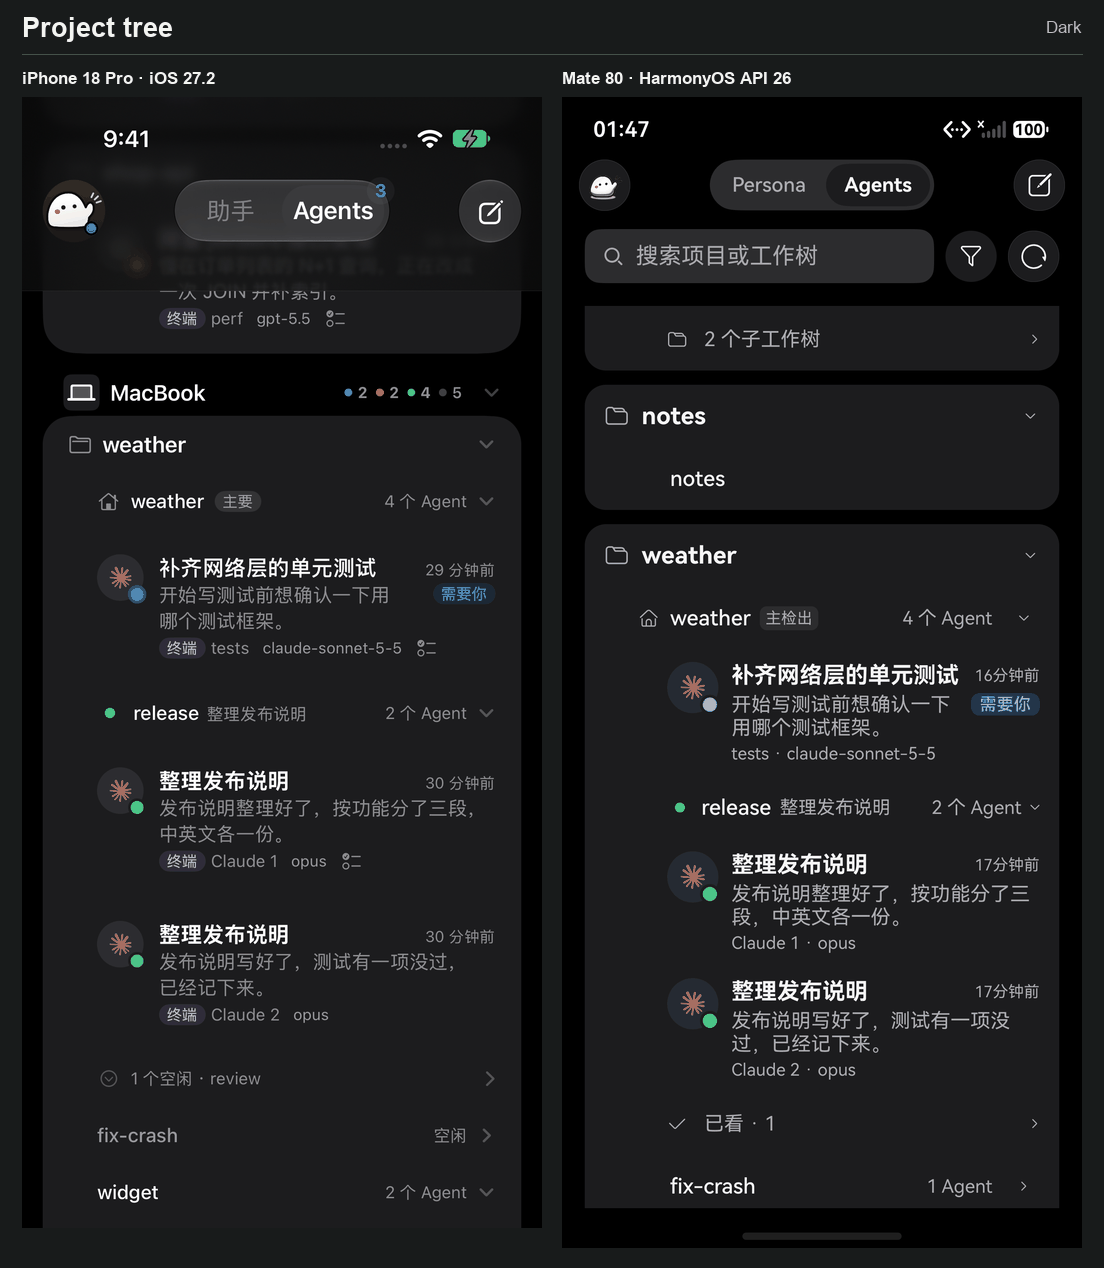 Project tree
Dark
iPhone 18 Pro · iOS 27.2
Mate 80 · HarmonyOS API 26
9:41
助手
Agents
3
一次 JOIN 并补索引。
终端 perf gpt-5.5
MacBook
2 2 4 5
weather
weather 主要 4 个 Agent
补齐网络层的单元测试 29 分钟前
开始写测试前想确认一下用 需要你
哪个测试框架。
终端 tests claude-sonnet-5-5
release 整理发布说明 2 个 Agent
整理发布说明 30 分钟前
发布说明整理好了，按功能分了三段，
中英文各一份。
终端 Claude 1 opus
整理发布说明 30 分钟前
发布说明写好了，测试有一项没过，
已经记下来。
终端 Claude 2 opus
1 个空闲 · review
fix-crash 空闲
widget 2 个 Agent
01:47
100
Persona Agents
搜索项目或工作树
2 个子工作树
notes
notes
weather
weather 主检出 4 个 Agent
补齐网络层的单元测试 16分钟前
开始写测试前想确认一下 需要你
用哪个测试框架。
tests · claude-sonnet-5-5
release 整理发布说明 2 个 Agent
整理发布说明 17分钟前
发布说明整理好了，按功能分了三
段，中英文各一份。
Claude 1 · opus
整理发布说明 17分钟前
发布说明写好了，测试有一项没
过，已经记下来。
Claude 2 · opus
已看 · 1
fix-crash 1 Agent